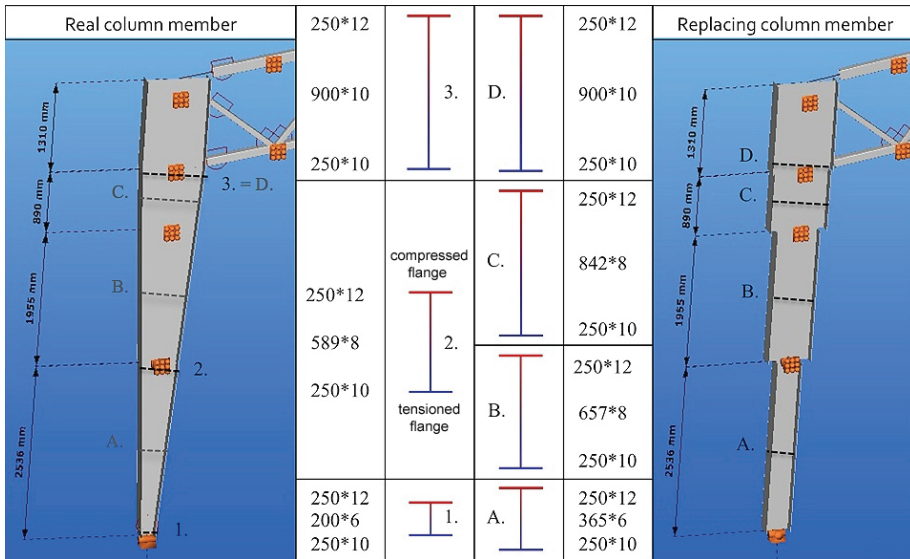 Real column member
1310 mm
890 mm
1955 mm
2536 mm
3. = D.
C.
B.
2.
A.
1.
250*12
900*10
250*10
3.
D.
250*12
900*10
250*10
compressed
flange
250*12
589*8
250*10
2.
tensioned
flange
C.
250*12
842*8
250*10
B.
250*12
657*8
250*10
250*12
200*6
250*10
1.
A.
250*12
365*6
250*10
Replacing column member
1310 mm
890 mm
1955 mm
2536 mm
D.
C.
B.
A.